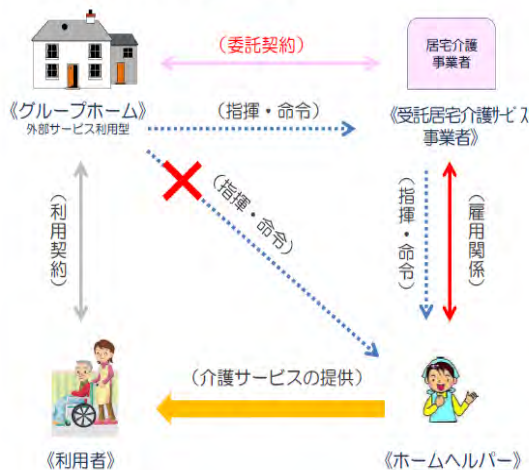 （委託契約）
居宅介護
事業者
《グループホーム》
外部サービス利用型
（指揮・命令）
《受託居宅介護サービス
事業者》
（利用契約）
（指揮・命令）
（指揮・命令）
（雇用関係）
（介護サービスの提供）
《利用者》
《ホームヘルパー》